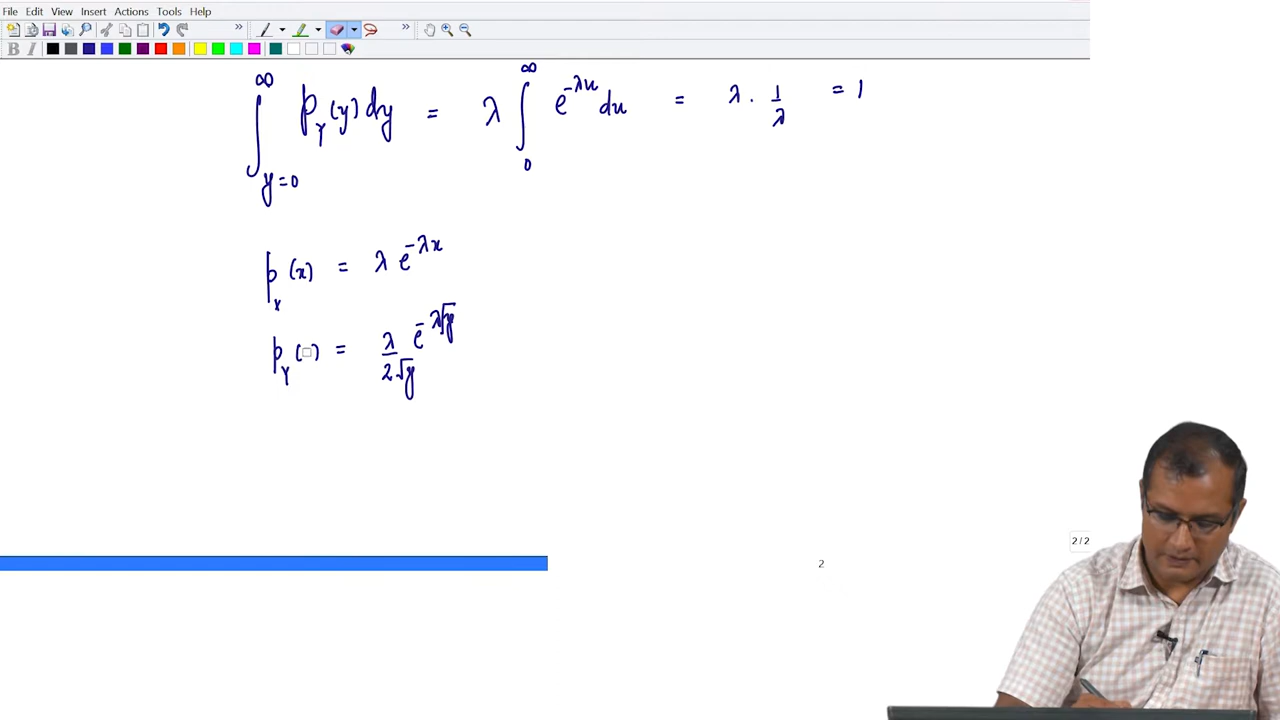 File Edit View Insert Actions Tools Help
B I
∞ ∞
∫ p_Y(y) dy = λ ∫ e^{-λu} du = λ · 1/λ = 1
y=0 0
p_X(x) = λ e^{-λx}
p_Y( ) = λ/(2√y) e^{-λ√y}
2/2
2